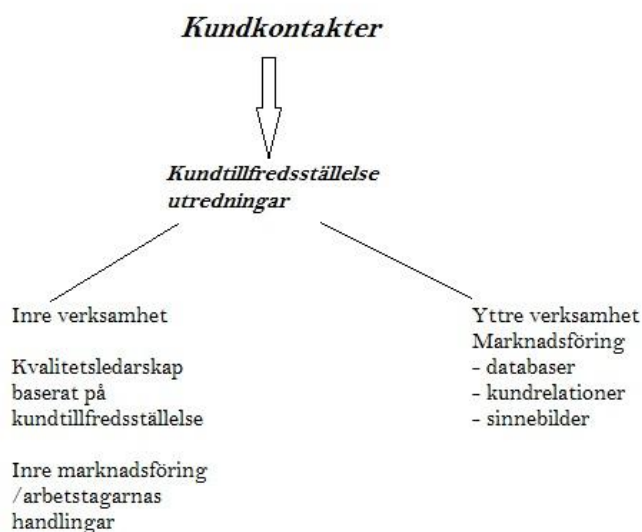 Kundkontakter
Kundtillfredsställelse
utredningar
Inre verksamhet
Kvalitetsledarskap
baserat på
kundtillfredsställelse
Inre marknadsföring
/arbetstagarnas
handlingar
Yttre verksamhet
Marknadsföring
- databaser
- kundrelationer
- sinnebilder